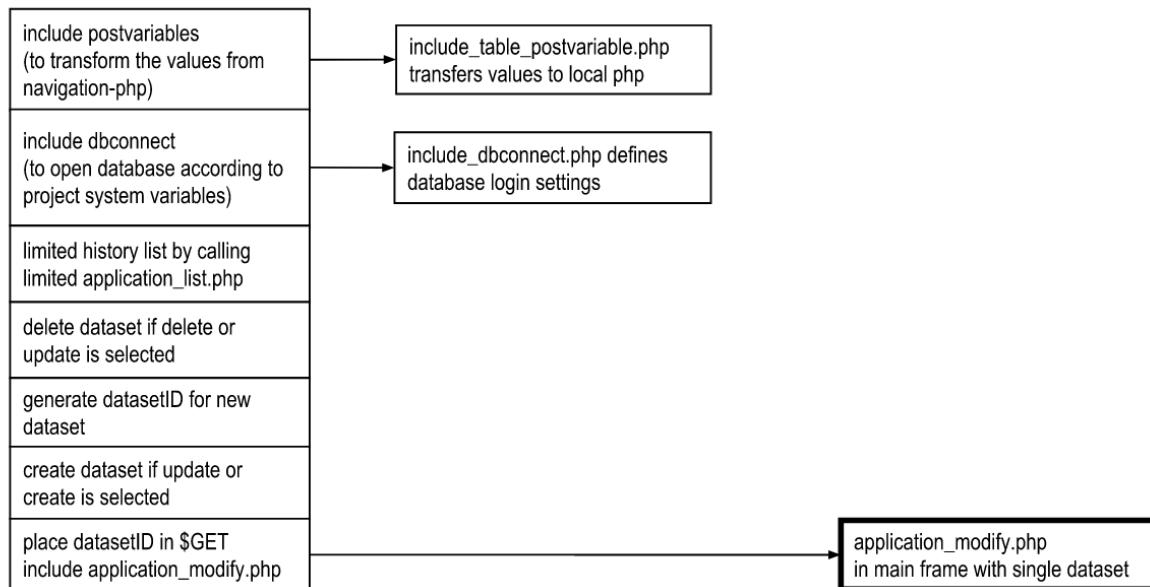 include postvariables
(to transform the values from
navigation-php)
include_table_postvariable.php
transfers values to local php
include dbconnect
(to open database according to
project system variables)
include_dbconnect.php defines
database login settings
limited history list by calling
limited application_list.php
delete dataset if delete or
update is selected
generate datasetID for new
dataset
create dataset if update or
create is selected
place datasetID in $GET
include application_modify.php
application_modify.php
in main frame with single dataset